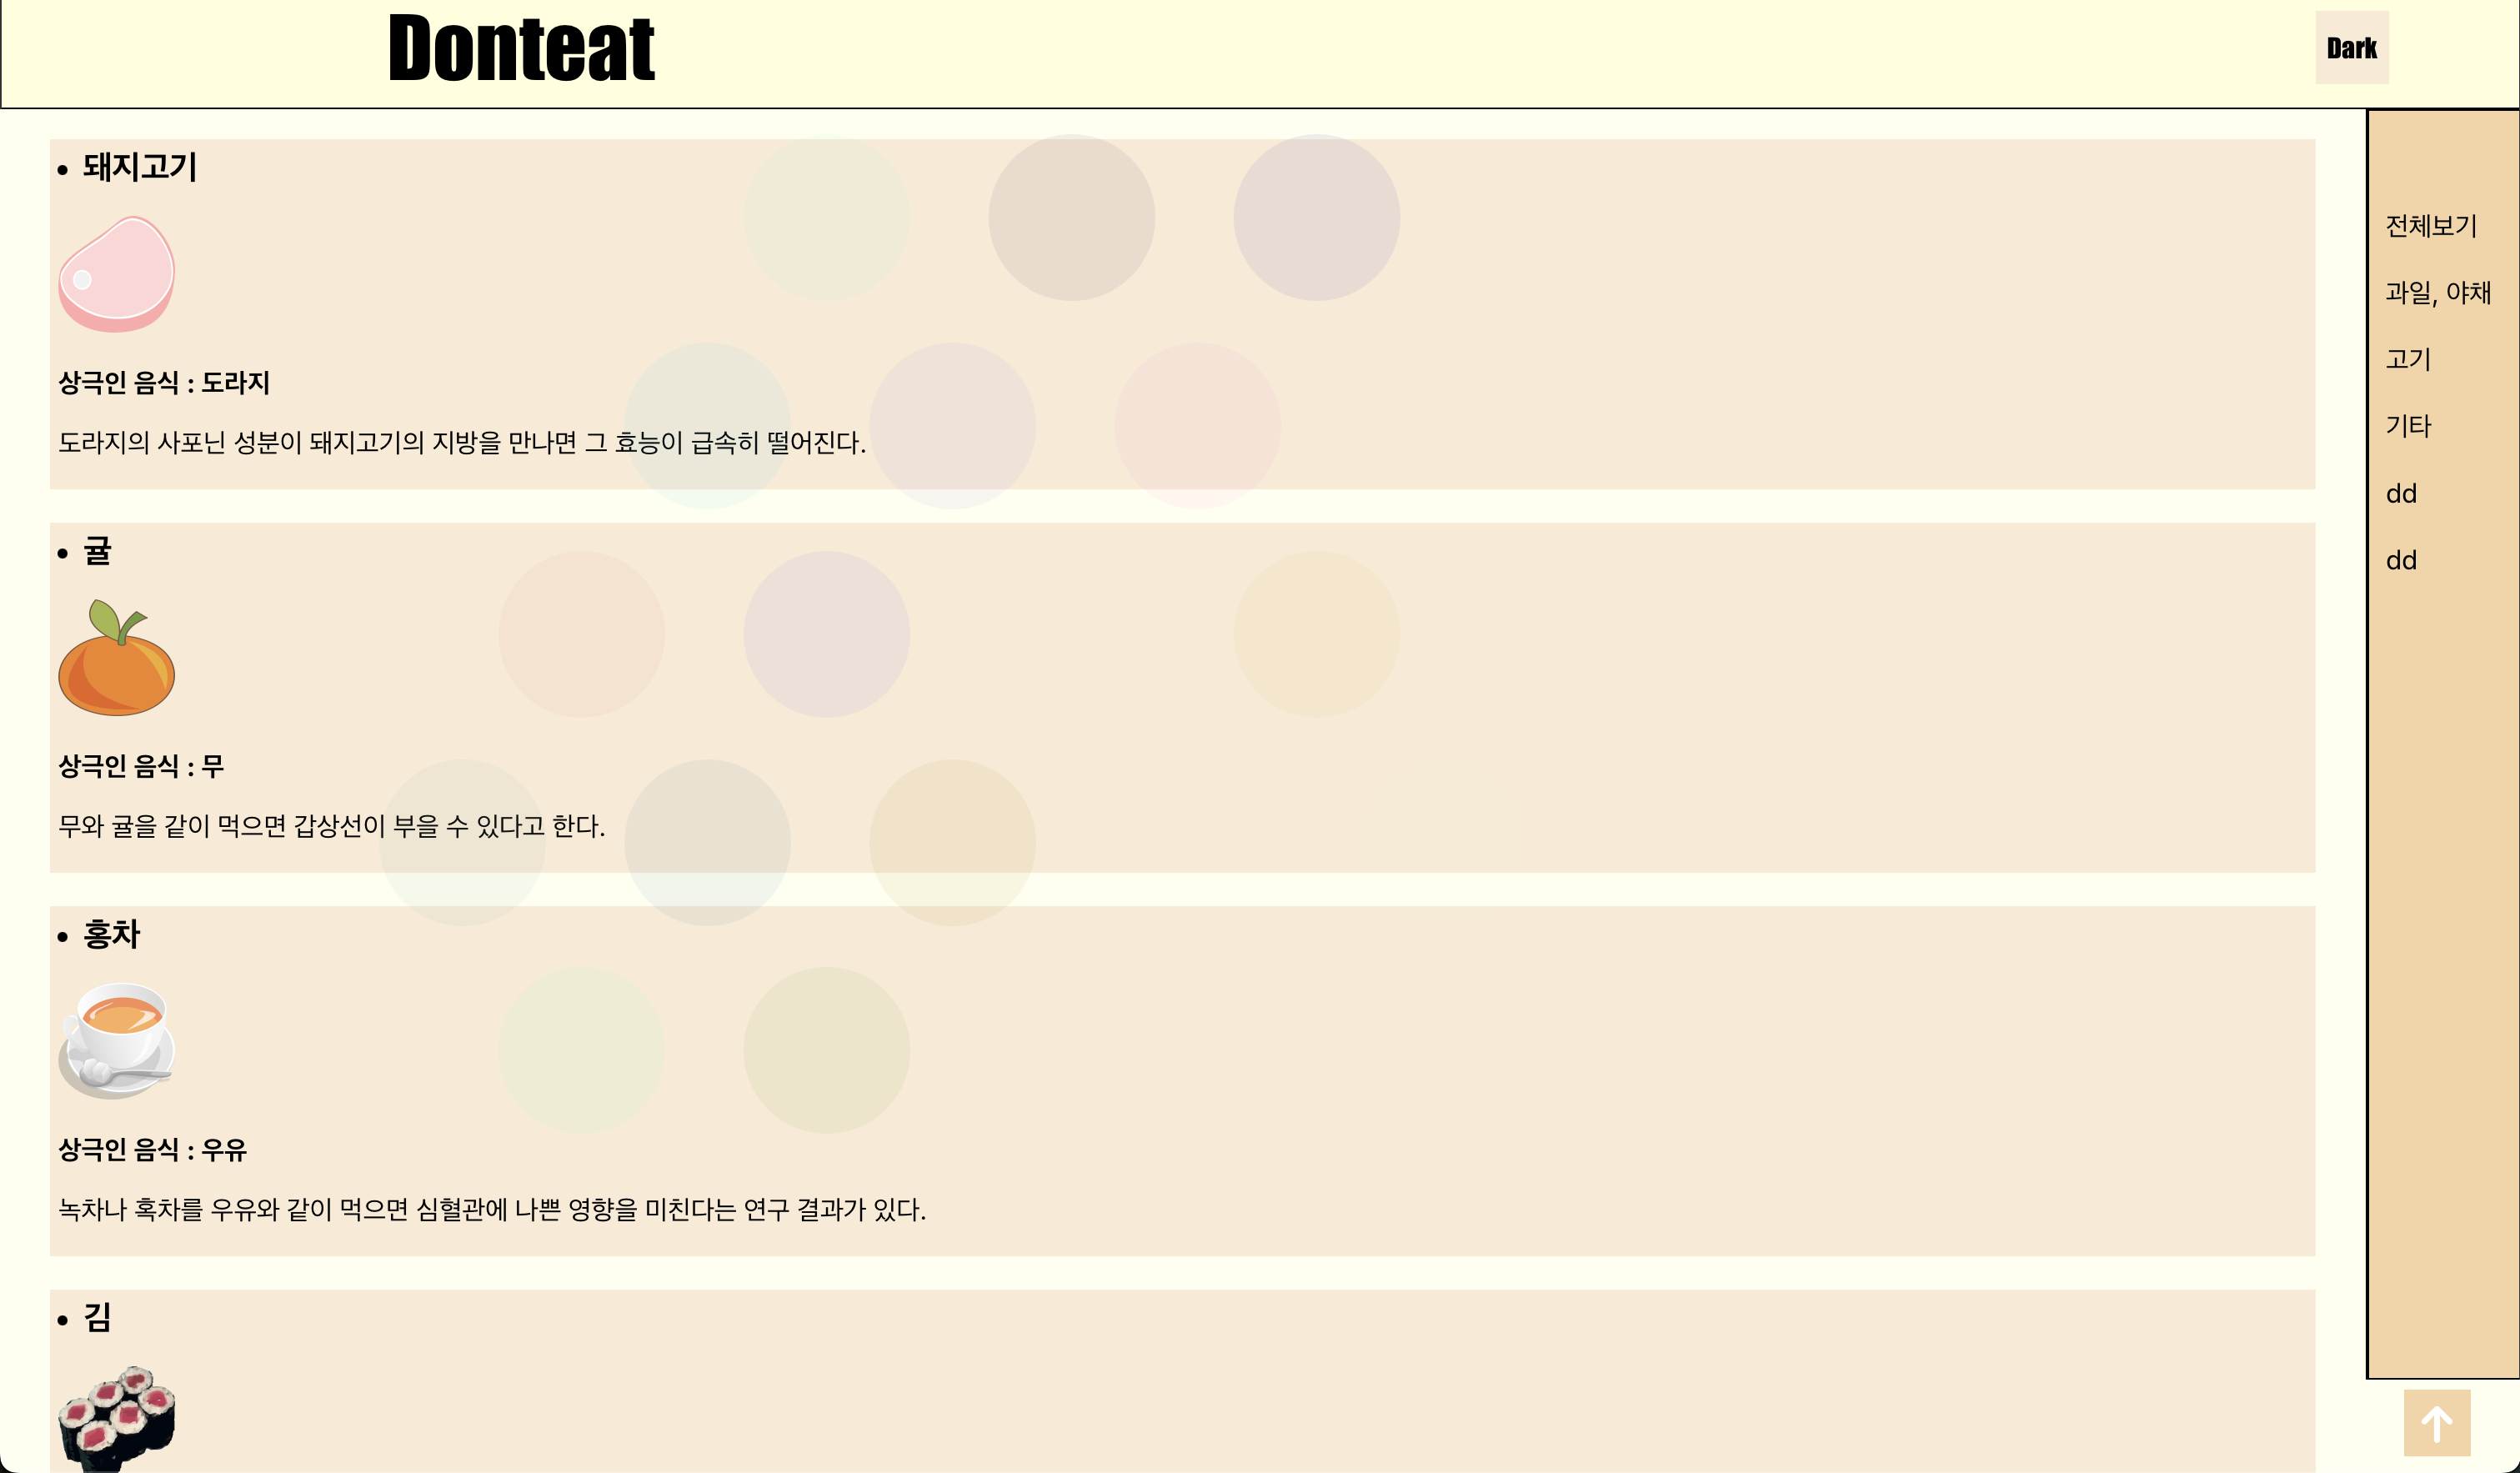 Donteat
Dark
• 돼지고기
상극인 음식 : 도라지
도라지의 사포닌 성분이 돼지고기의 지방을 만나면 그 효능이 급속히 떨어진다.
• 귤
상극인 음식 : 무
무와 귤을 같이 먹으면 갑상선이 부을 수 있다고 한다.
• 홍차
상극인 음식 : 우유
녹차나 혹차를 우유와 같이 먹으면 심혈관에 나쁜 영향을 미친다는 연구 결과가 있다.
• 김
전체보기
과일, 야채
고기
기타
dd
dd